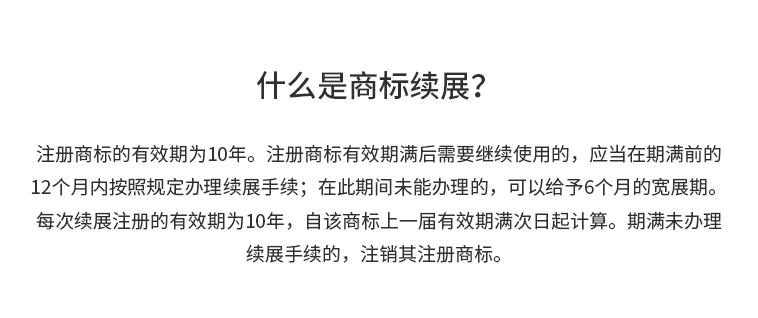 什么是商标续展？
注册商标的有效期为10年。注册商标有效期满后需要继续使用的，应当在期满前的
12个月内按照规定办理续展手续；在此期间未能办理的，可以给予6个月的宽展期。
每次续展注册的有效期为10年，自该商标上一届有效期满次日起计算。期满未办理
续展手续的，注销其注册商标。